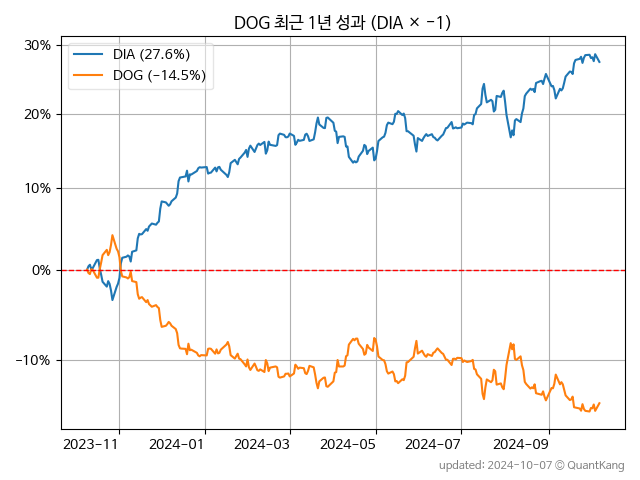 DOG 최근 1년 성과 (DIA × −1)
DIA (27.6%)
DOG (−14.5%)
30%
20%
10%
0%
−10%
2023-11
2024-01
2024-03
2024-05
2024-07
2024-09
updated: 2024-10-07 © QuantKang